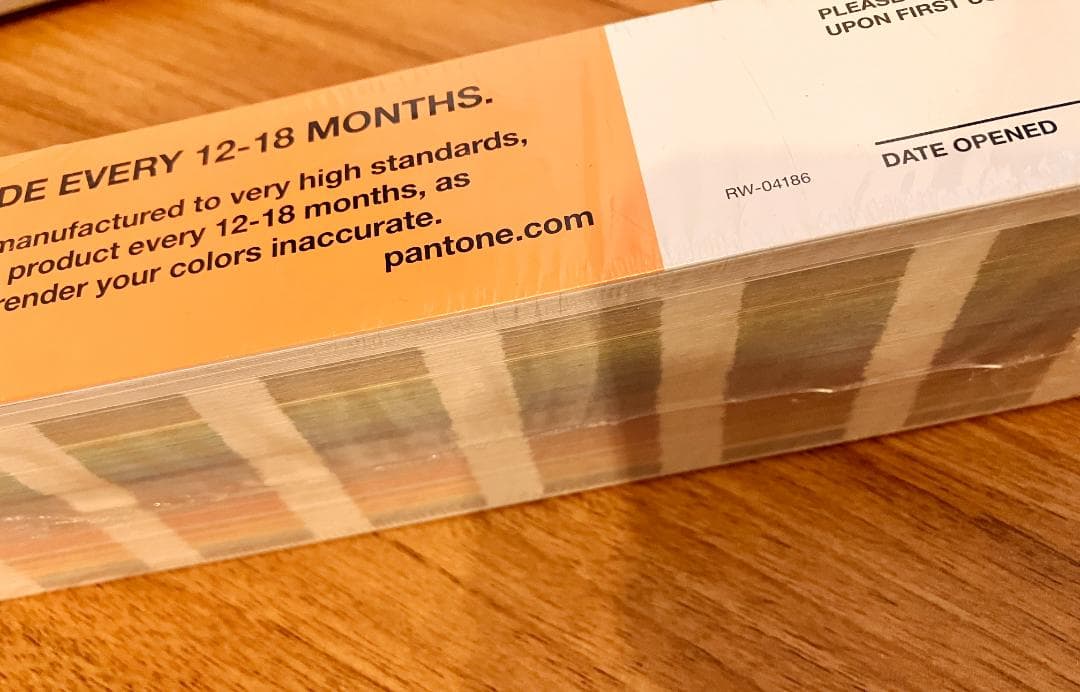 DE EVERY 12-18 MONTHS.
manufactured to very high standards,
product every 12-18 months, as
render your colors inaccurate.
pantone.com
UPON FIRST
RW-04186
DATE OPENED